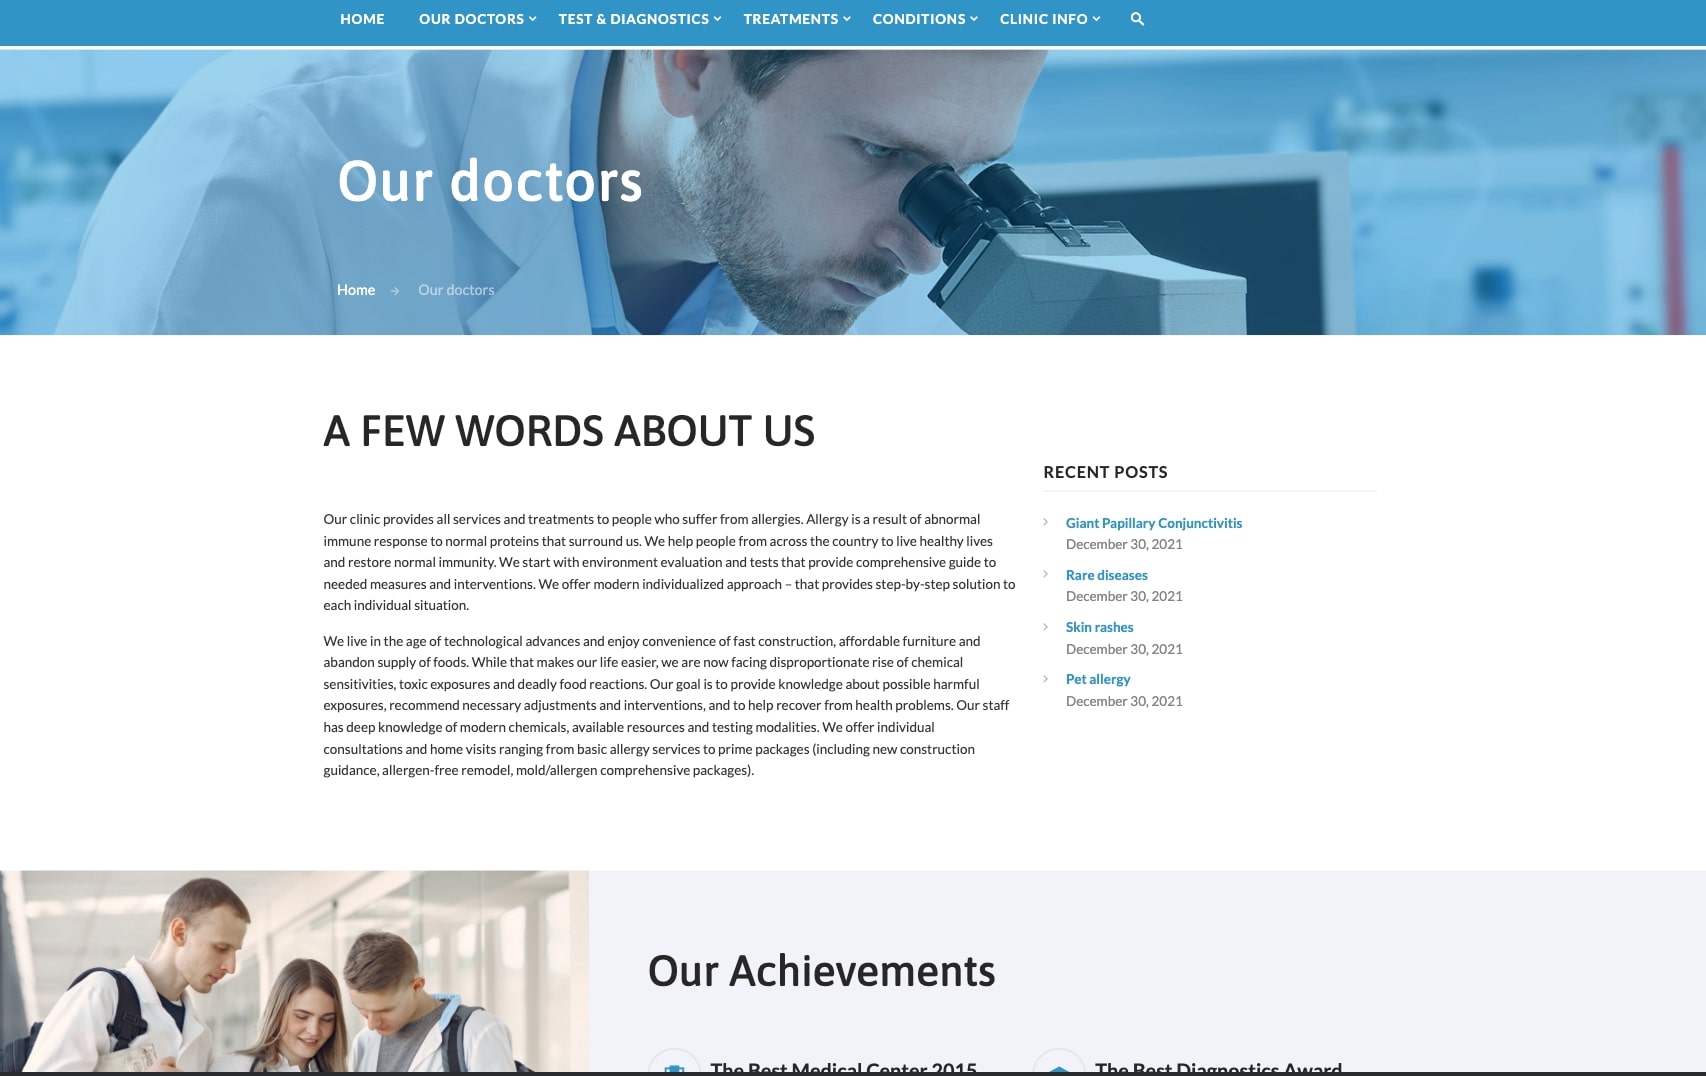 HOME OUR DOCTORS TEST & DIAGNOSTICS TREATMENTS CONDITIONS CLINIC INFO
Our doctors
Home → Our doctors
A FEW WORDS ABOUT US
Our clinic provides all services and treatments to people who suffer from allergies. Allergy is a result of abnormal
immune response to normal proteins that surround us. We help people from across the country to live healthy lives
and restore normal immunity. We start with environment evaluation and tests that provide comprehensive guide to
needed measures and interventions. We offer modern individualized approach – that provides step-by-step solution to
each individual situation.
We live in the age of technological advances and enjoy convenience of fast construction, affordable furniture and
abandon supply of foods. While that makes our life easier, we are now facing disproportionate rise of chemical
sensitivities, toxic exposures and deadly food reactions. Our goal is to provide knowledge about possible harmful
exposures, recommend necessary adjustments and interventions, and to help recover from health problems. Our staff
has deep knowledge of modern chemicals, available resources and testing modalities. We offer individual
consultations and home visits ranging from basic allergy services to prime packages (including new construction
guidance, allergen-free remodel, mold/allergen comprehensive packages).
RECENT POSTS
Giant Papillary Conjunctivitis
December 30, 2021
Rare diseases
December 30, 2021
Skin rashes
December 30, 2021
Pet allergy
December 30, 2021
Our Achievements
The Best Medical Center 2015
The Best Diagnostics Award